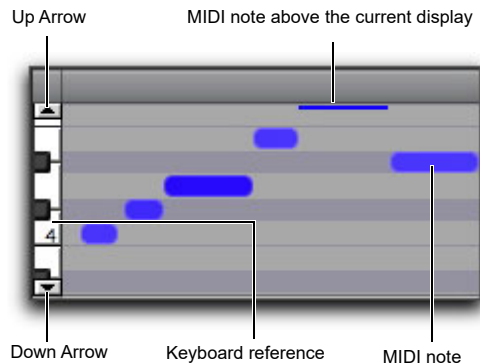 Up Arrow
MIDI note above the current display
4
Down Arrow
Keyboard reference
MIDI note